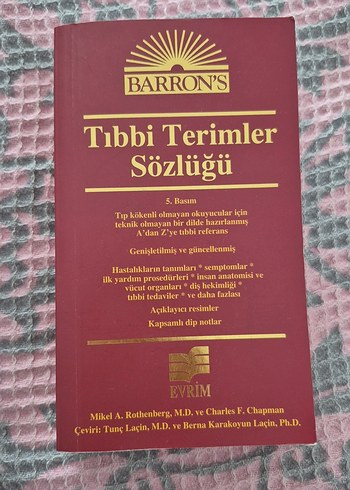 BARRON'S
Tıbbi Terimler
Sözlüğü
5. Basım
Tıp kökenli olmayan okuyucular için
teknik olmayan bir dilde hazırlanmış
A'dan Z'ye tıbbi referans
Genişletilmiş ve güncellenmiş
Hastalıkların tanımları * semptomlar *
ilk yardım prosedürleri * insan anatomisi ve
vücut organları * diş hekimliği *
tıbbi tedaviler * ve daha fazlası
Açıklayıcı resimler
Kapsamlı dip notlar
EVRİM
Mikel A. Rothenberg, M.D. ve Charles F. Chapman
Çeviri: Tunç Laçin, M.D. ve Berna Karakoyun Laçin, Ph.D.